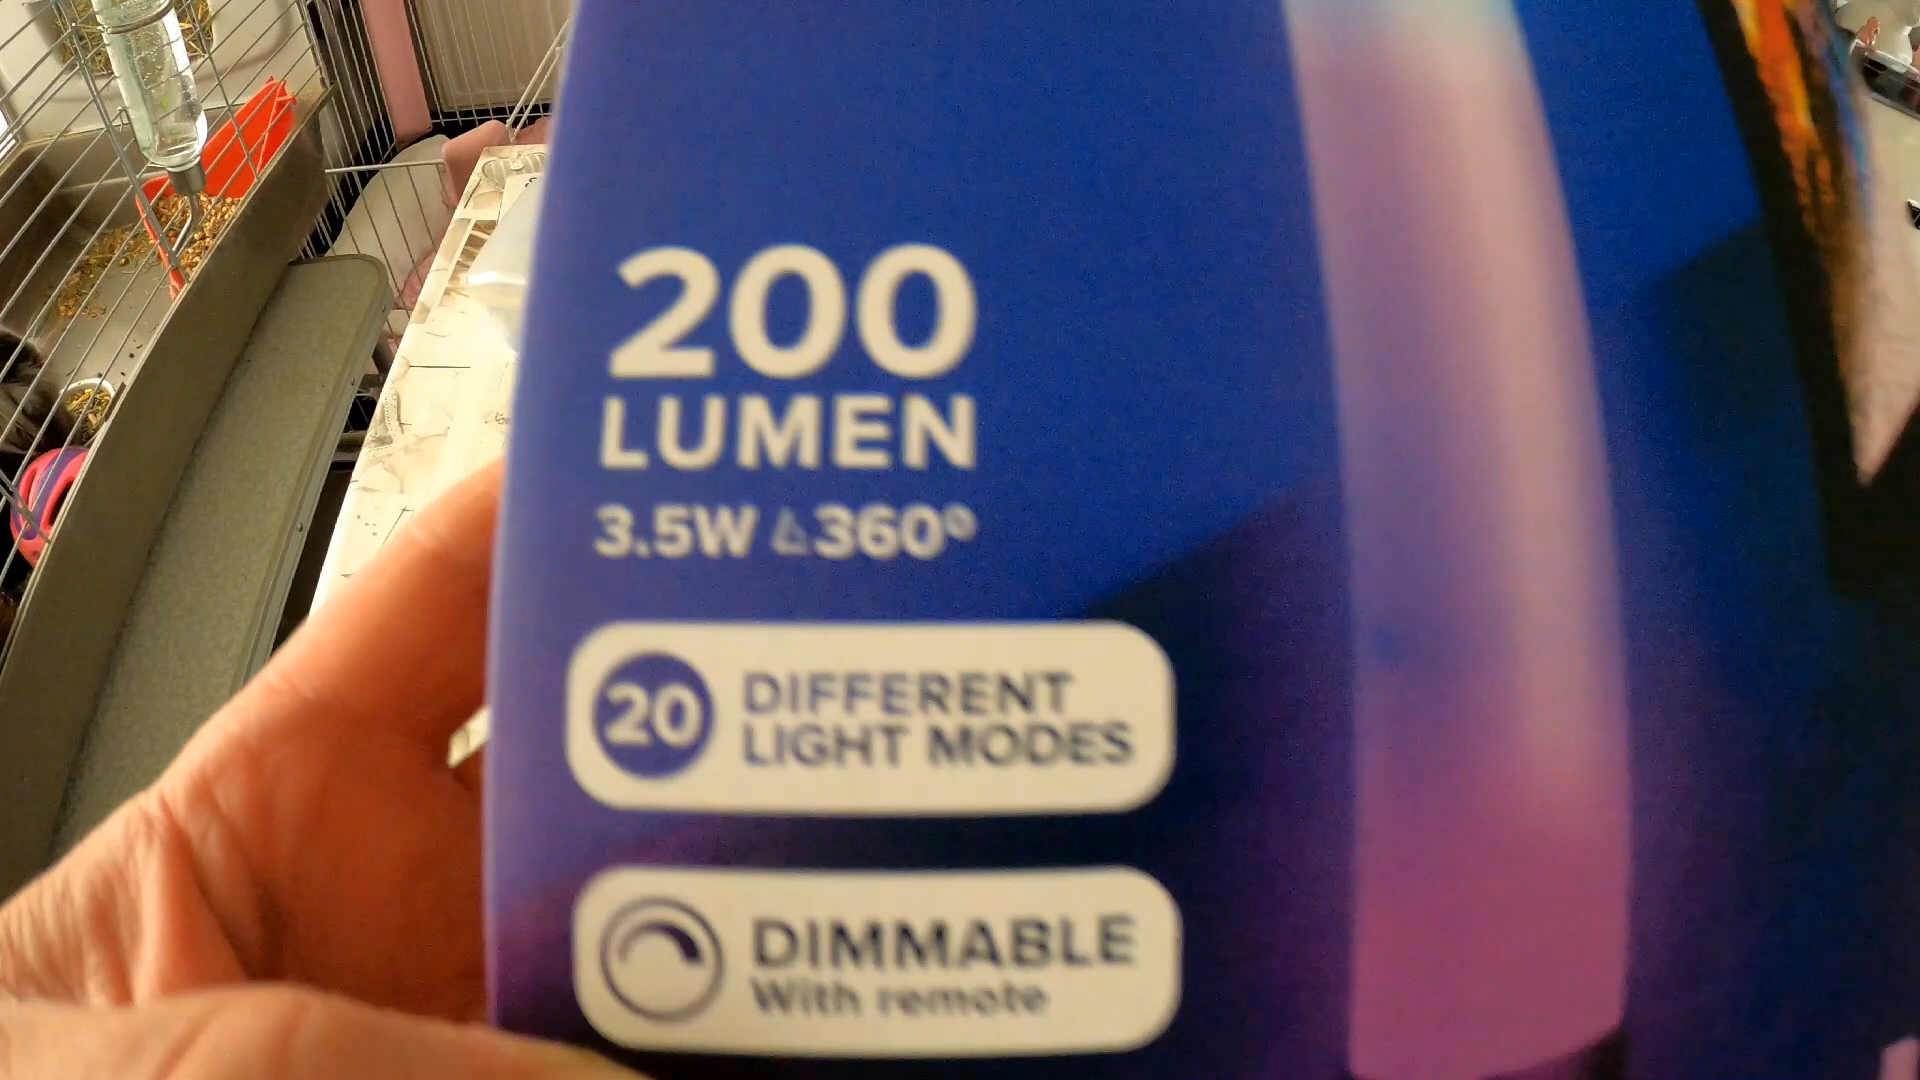 200
LUMEN
3.5W 360°
20 DIFFERENT
LIGHT MODES
DIMMABLE
With remote